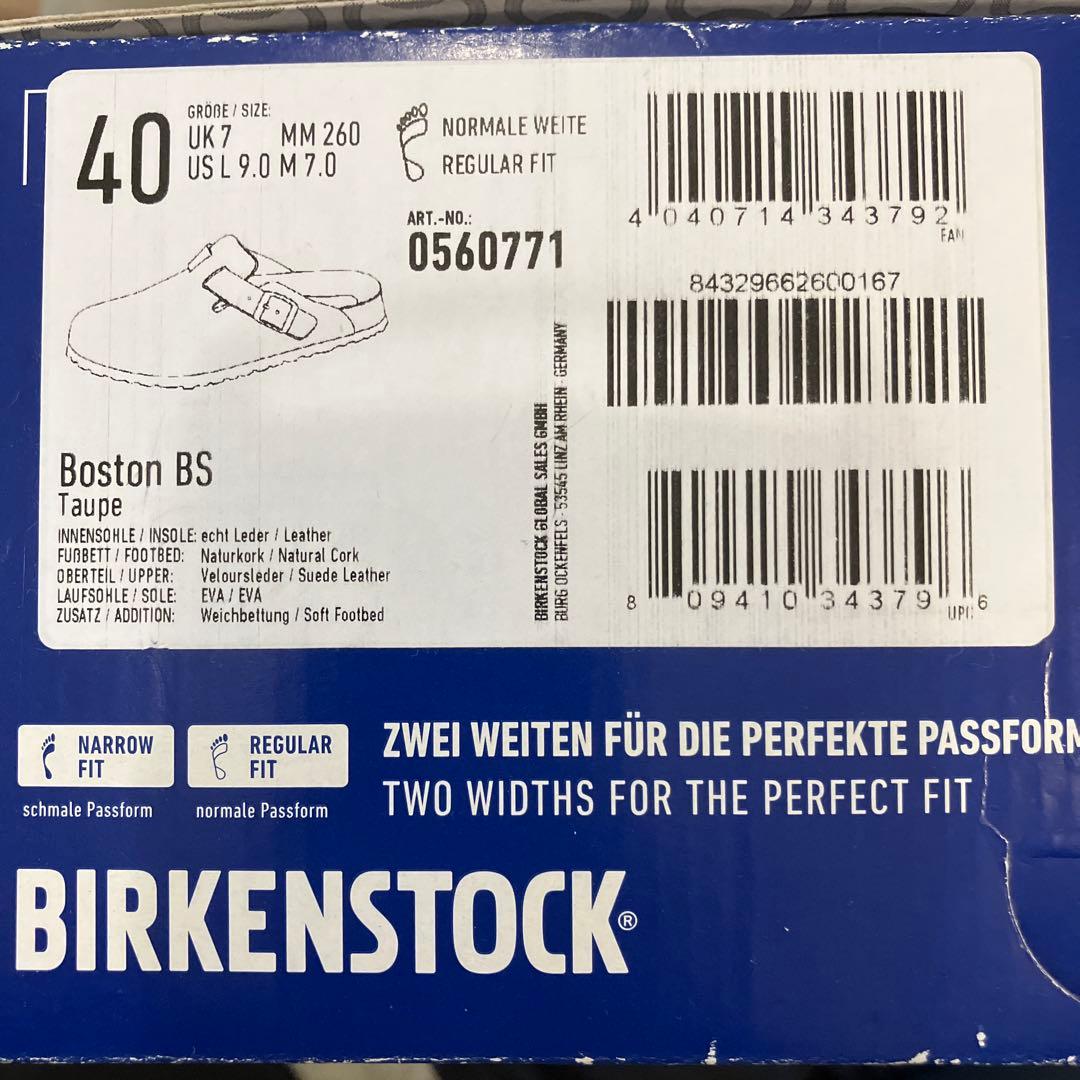 40
GRÖßE / SIZE:
UK 7 MM 260
US L 9.0 M 7.0
NORMALE WEITE
REGULAR FIT
ART.-NO.:
0560771
4 040714 343792
EAN
84329662600167
BIRKENSTOCK GLOBAL SALES GMBH
BURG OCKENFELS - 53545 LINZ AM RHEIN - GERMANY
Boston BS
Taupe
INNENSOHLE / INSOLE: echt Leder / Leather
FUßBETT / FOOTBED: Naturkork / Natural Cork
OBERTEIL / UPPER: Veloursleder / Suede Leather
LAUFSOHLE / SOLE: EVA / EVA
ZUSATZ / ADDITION: Weichbettung / Soft Footbed
8 09410 34379 6
UPC
NARROW
FIT
schmale Passform
REGULAR
FIT
normale Passform
ZWEI WEITEN FÜR DIE PERFEKTE PASSFORM
TWO WIDTHS FOR THE PERFECT FIT
BIRKENSTOCK®